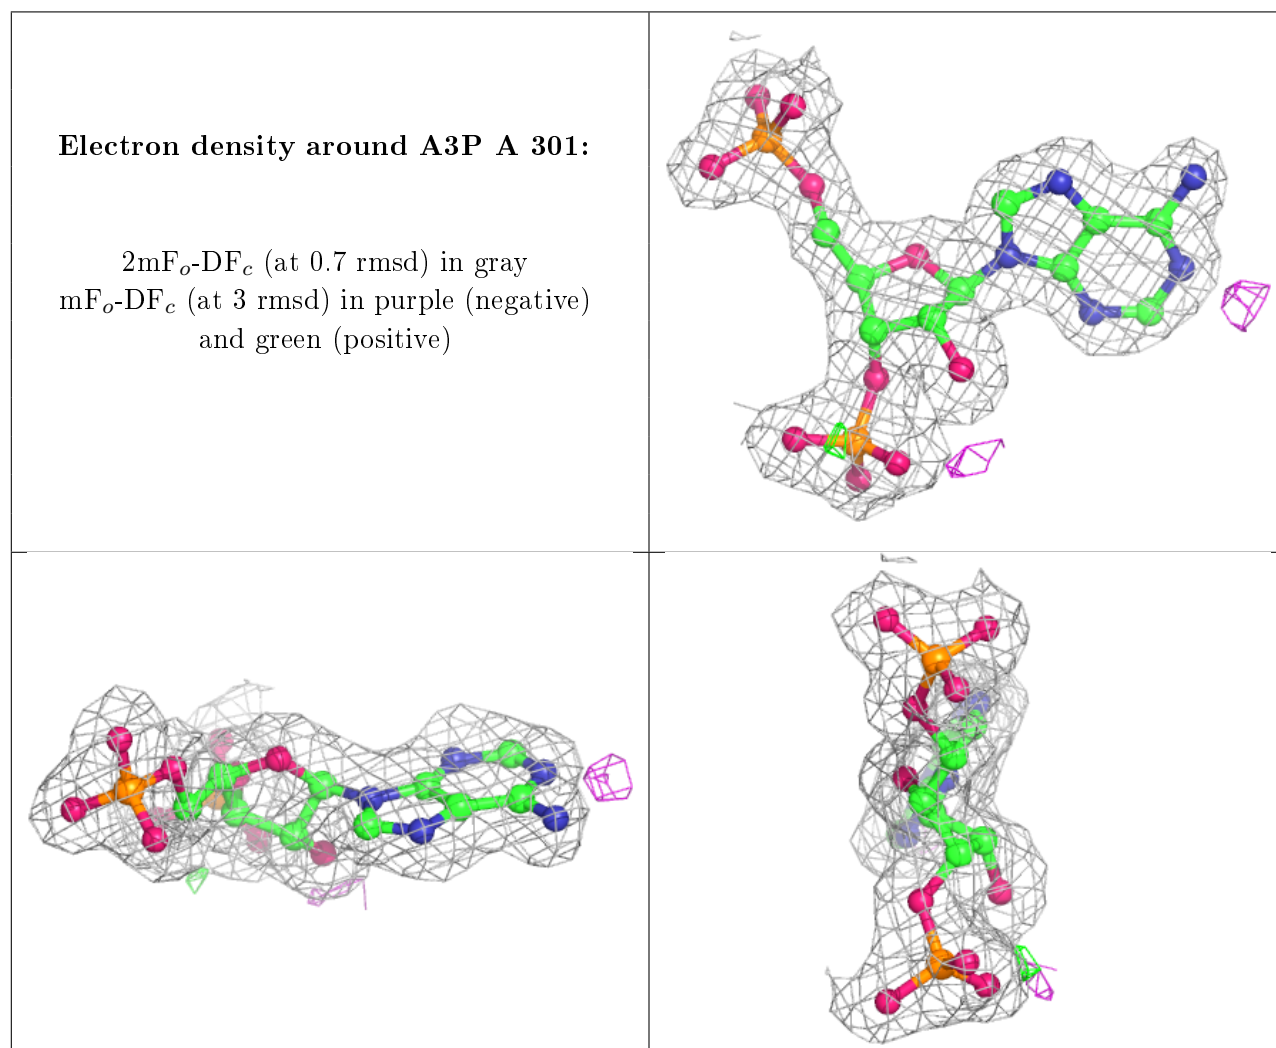 Electron density around A3P A 301:
2mFo-DFc (at 0.7 rmsd) in gray
mFo-DFc (at 3 rmsd) in purple (negative)
and green (positive)